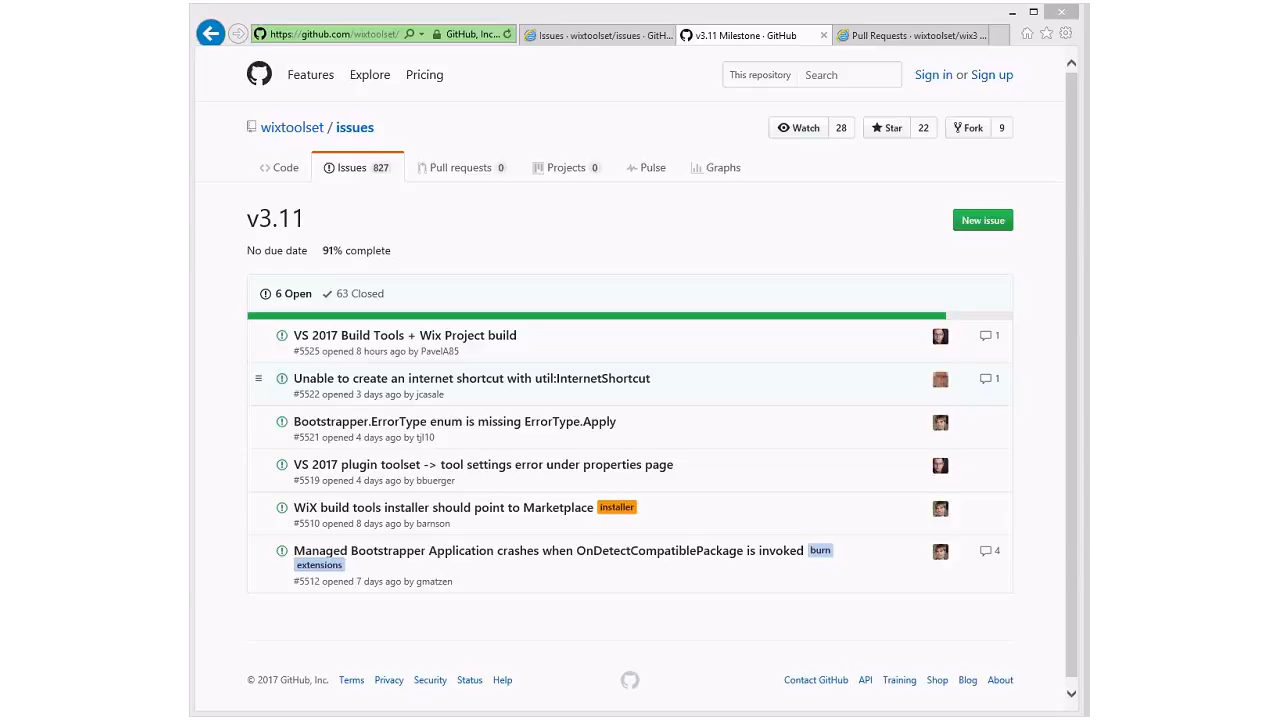 https://github.com/wixtoolset/ GitHub, Inc... Issues · wixtoolset/issues · GitH... v3.11 Milestone · GitHub Pull Requests · wixtoolset/wix3 ...
Features Explore Pricing This repository Search Sign in or Sign up
wixtoolset / issues Watch 28 Star 22 Fork 9
Code Issues 827 Pull requests 0 Projects 0 Pulse Graphs
v3.11 New issue
No due date 91% complete
6 Open 63 Closed
VS 2017 Build Tools + Wix Project build 1
#5525 opened 8 hours ago by PavelA85
Unable to create an internet shortcut with util:InternetShortcut 1
#5522 opened 3 days ago by jcasale
Bootstrapper.ErrorType enum is missing ErrorType.Apply
#5521 opened 4 days ago by tjl10
VS 2017 plugin toolset -> tool settings error under properties page
#5519 opened 4 days ago by bbuerger
WiX build tools installer should point to Marketplace installer
#5510 opened 8 days ago by barnson
Managed Bootstrapper Application crashes when OnDetectCompatiblePackage is invoked burn 4
extensions
#5512 opened 7 days ago by gmatzen
© 2017 GitHub, Inc. Terms Privacy Security Status Help Contact GitHub API Training Shop Blog About